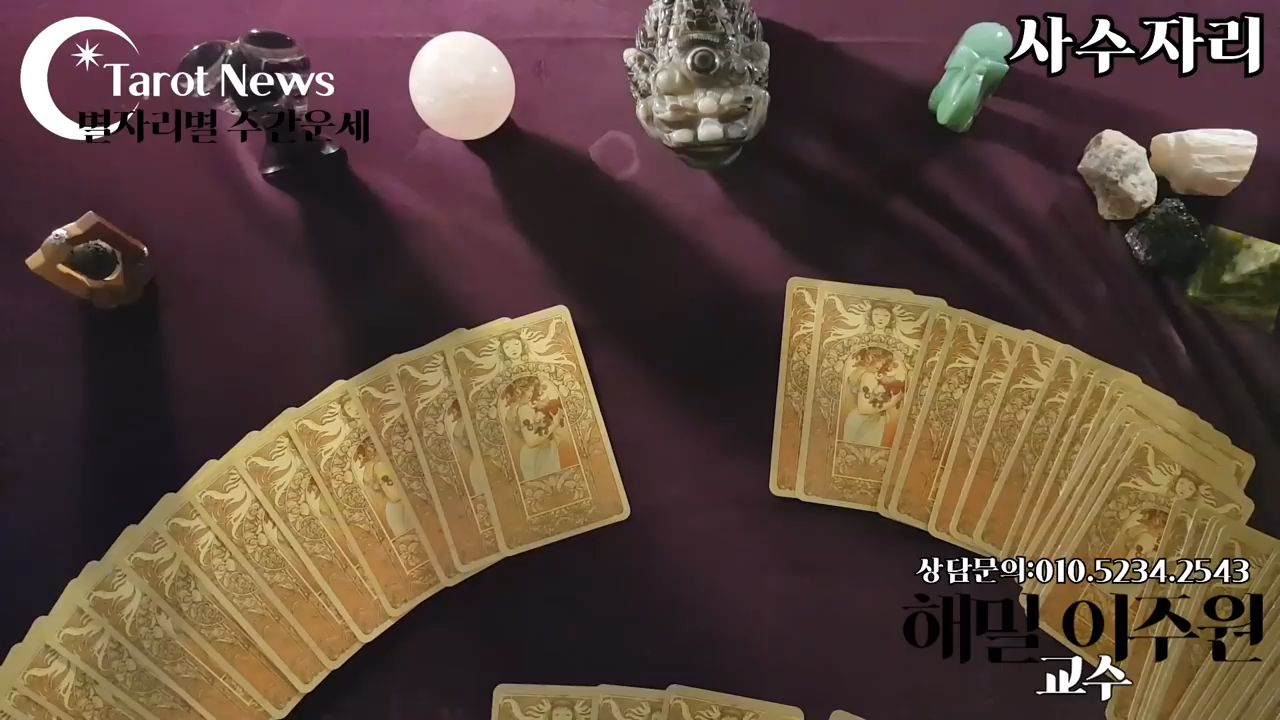 Tarot News
별자리별 주간운세
사수자리
상담문의:010.5234.2543
해밀 이주원
교수